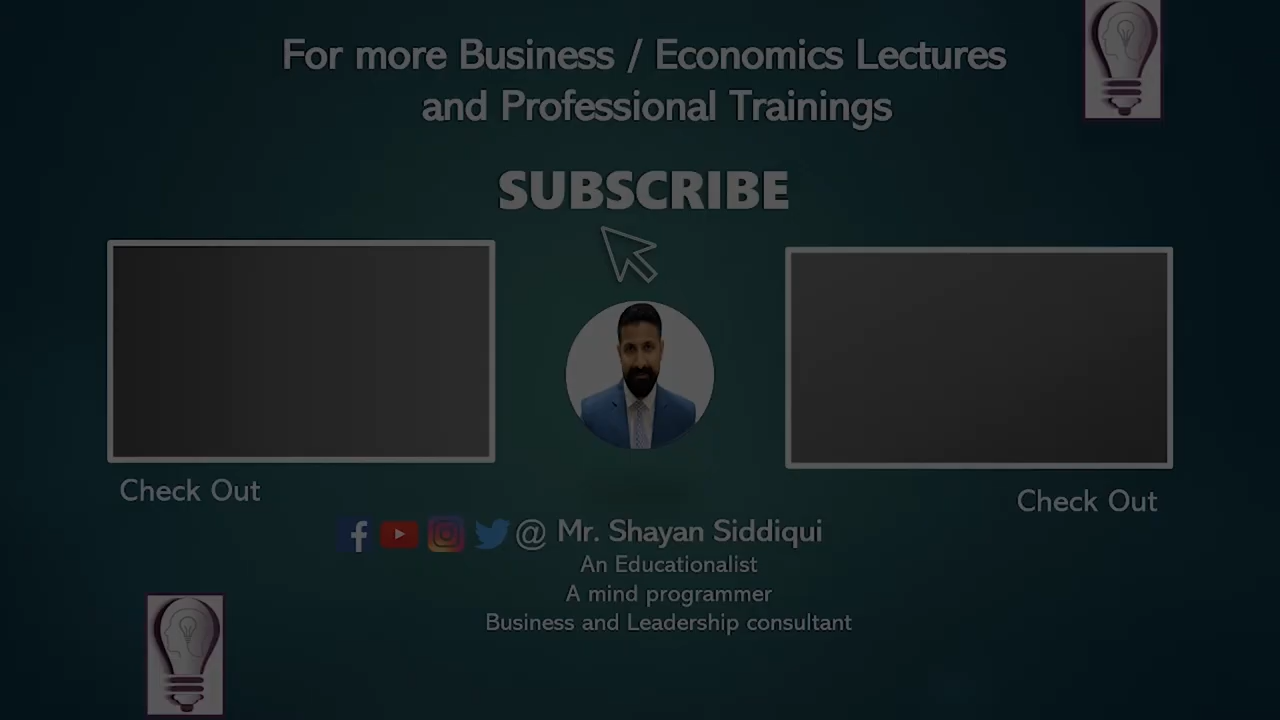 For more Business / Economics Lectures
and Professional Trainings
SUBSCRIBE
Check Out
Check Out
@ Mr. Shayan Siddiqui
An Educationalist
A mind programmer
Business and Leadership consultant